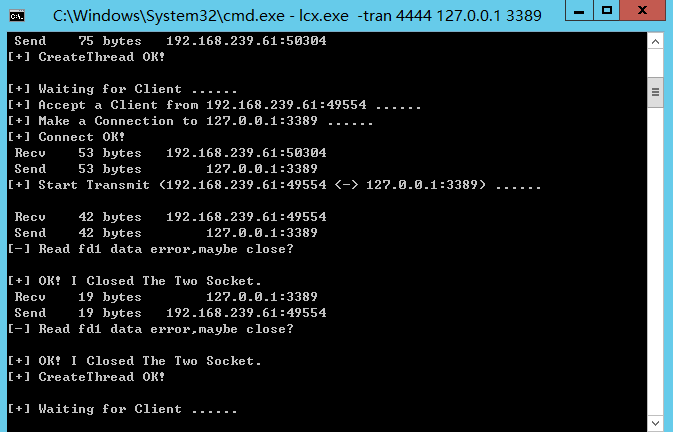 C:\Windows\System32\cmd.exe - lcx.exe  -tran 4444 127.0.0.1 3389
Send    75 bytes   192.168.239.61:50304
[+] CreateThread OK!
[+] Waiting for Client ......
[+] Accept a Client from 192.168.239.61:49554 ......
[+] Make a Connection to 127.0.0.1:3389 ......
[+] Connect OK!
Recv    53 bytes   192.168.239.61:50304
Send    53 bytes        127.0.0.1:3389
[+] Start Transmit (192.168.239.61:49554 <-> 127.0.0.1:3389) ......
Recv    42 bytes   192.168.239.61:49554
Send    42 bytes        127.0.0.1:3389
[-] Read fd1 data error,maybe close?
[+] OK! I Closed The Two Socket.
Recv    19 bytes        127.0.0.1:3389
Send    19 bytes   192.168.239.61:49554
[-] Read fd1 data error,maybe close?
[+] OK! I Closed The Two Socket.
[+] CreateThread OK!
[+] Waiting for Client ......